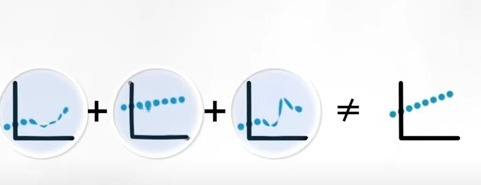 + + ≠